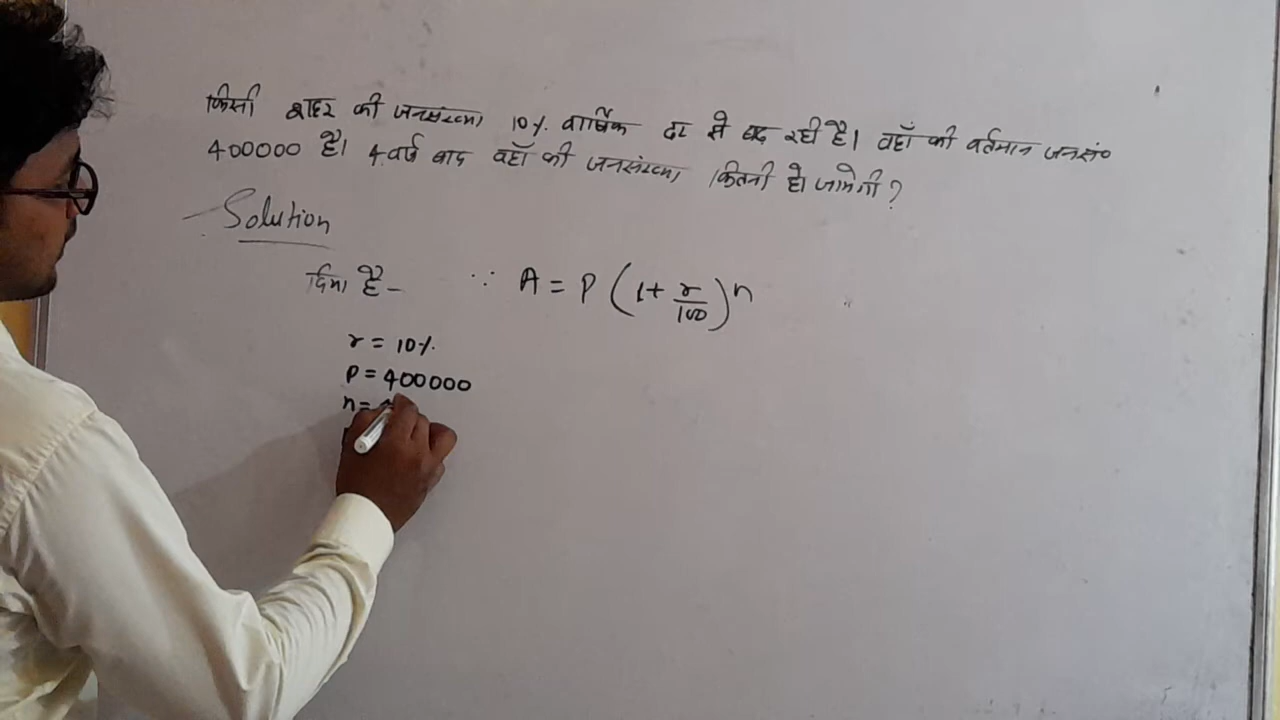 किसी शहर की जनसंख्या 10% वार्षिक दर से बढ़ रही है। वहाँ की वर्तमान जनसं०
400000 है। 4 वर्ष बाद वहाँ की जनसंख्या कितनी हो जायेगी?
Solution
दिया है- ∵ A = P (1 + r/100)^n
r = 10%
P = 400000
n =